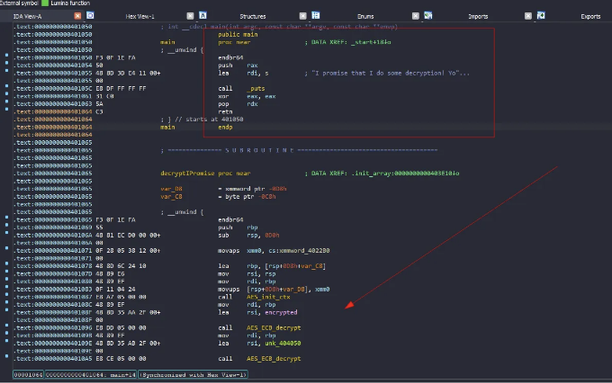 External symbol Lumina function
IDA View-A Hex View-1 Structures Enums Imports Exports
.text:0000000000401050 ; int __cdecl main(int argc, const char **argv, const char **envp)
.text:0000000000401050 public main
.text:0000000000401050 main proc near ; DATA XREF: _start+18↓o
.text:0000000000401050 ; __unwind {
.text:0000000000401050 F3 0F 1E FA endbr64
.text:0000000000401054 50 push rax
.text:0000000000401055 48 8D 3D E4 11 00+ lea rdi, s ; "I promise that I do some decryption! Yo"...
.text:0000000000401055 00
.text:000000000040105C E8 DF FF FF FF call _puts
.text:0000000000401061 31 C0 xor eax, eax
.text:0000000000401063 5A pop rdx
.text:0000000000401064 C3 retn
.text:0000000000401064 ; } // starts at 401050
.text:0000000000401064 main endp
.text:0000000000401064
.text:0000000000401065 ; =============== S U B R O U T I N E =======================================
.text:0000000000401065
.text:0000000000401065 decryptIPromise proc near ; DATA XREF: .init_array:0000000000403E10↓o
.text:0000000000401065
.text:0000000000401065 var_D8 = xmmword ptr -0D8h
.text:0000000000401065 var_C8 = byte ptr -0C8h
.text:0000000000401065
.text:0000000000401065 ; __unwind {
.text:0000000000401065 F3 0F 1E FA endbr64
.text:0000000000401069 55 push rbp
.text:000000000040106A 48 81 EC D0 00 00+ sub rsp, 0D0h
.text:000000000040106A 00
.text:0000000000401071 0F 28 05 38 12 00+ movaps xmm0, cs:xmmword_4022B0
.text:0000000000401071 00
.text:0000000000401078 48 8D 6C 24 10 lea rbp, [rsp+0D8h+var_C8]
.text:000000000040107D 48 89 E6 mov rsi, rsp
.text:0000000000401080 48 89 EF mov rdi, rbp
.text:0000000000401083 0F 11 04 24 movaps [rsp+0D8h+var_D8], xmm0
.text:0000000000401087 E8 A7 05 00 00 call AES_init_ctx
.text:000000000040108C 48 89 EF mov rdi, rbp
.text:000000000040108F 48 8D 35 AA 2F 00+ lea rsi, encrypted
.text:000000000040108F 00
.text:0000000000401096 E8 DD 05 00 00 call AES_ECB_decrypt
.text:000000000040109B 48 89 EF mov rdi, rbp
.text:000000000040109E 48 8D 35 AB 2F 00+ lea rsi, unk_404050
.text:000000000040109E 00
.text:00000000004010A5 E8 CE 05 00 00 call AES_ECB_decrypt
00001064 0000000000401064: main+14 (Synchronized with Hex View-1)